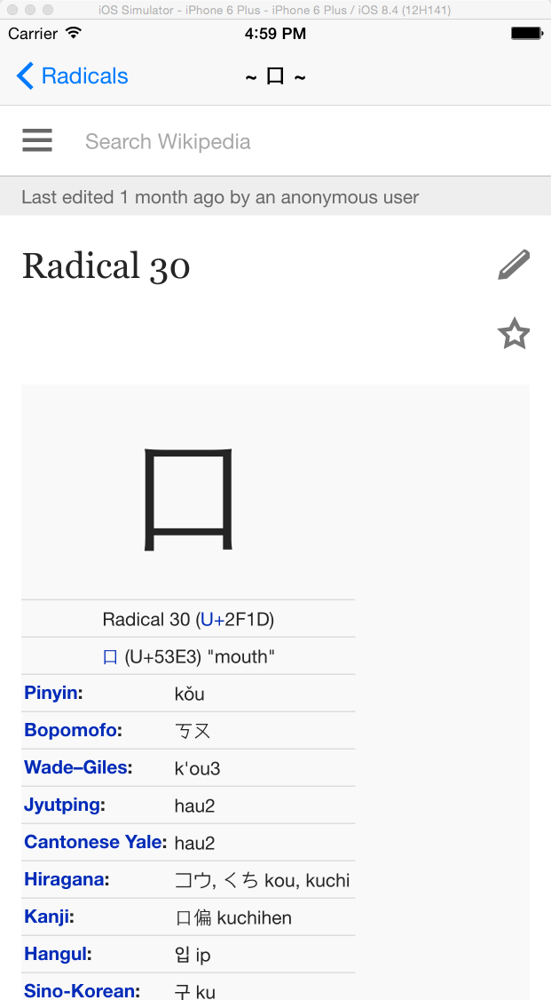 iOS Simulator - iPhone 6 Plus - iPhone 6 Plus / iOS 8.4 (12H141)
Carrier 4:59 PM
Radicals ~ 口 ~
Search Wikipedia
Last edited 1 month ago by an anonymous user
Radical 30
口
Radical 30 (U+2F1D)
口 (U+53E3) "mouth"
Pinyin: kǒu
Bopomofo: ㄎㄡ
Wade–Giles: k'ou3
Jyutping: hau2
Cantonese Yale: hau2
Hiragana: コウ, くち kou, kuchi
Kanji: 口偏 kuchihen
Hangul: 입 ip
Sino-Korean: 구 ku